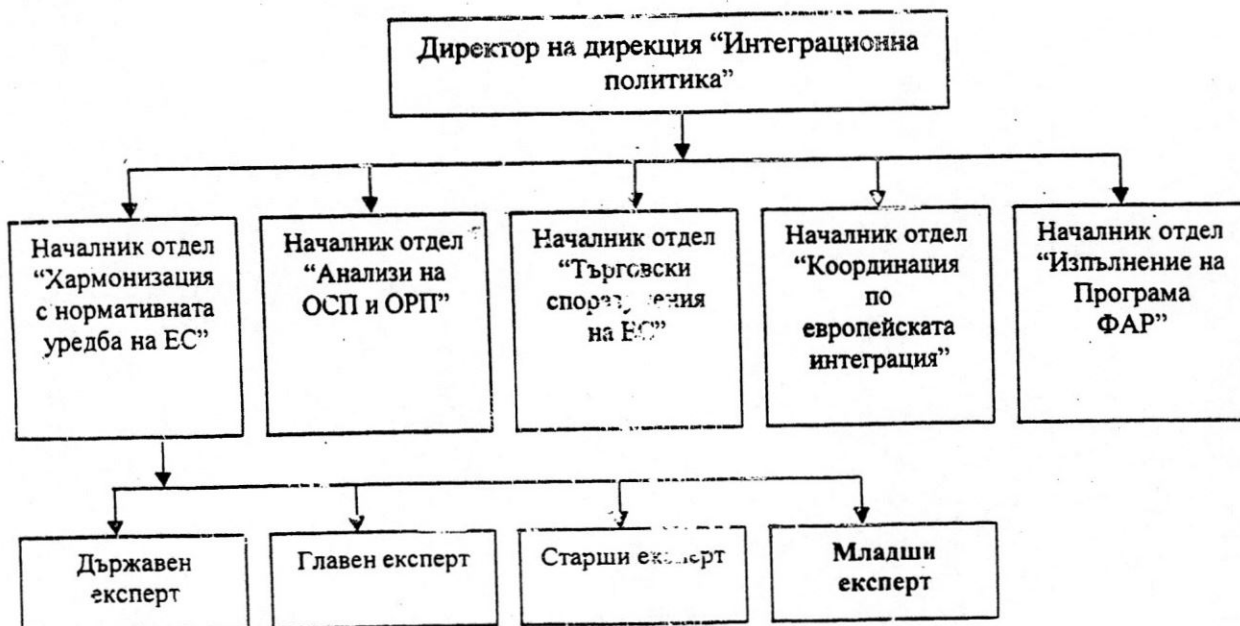 Директор на дирекция “Интеграционна
политика”
Началник отдел
“Хармонизация
с нормативната
уредба на ЕС”
Началник отдел
“Анализи на
ОСП и ОРП”
Началник отдел
“Търговски
споразумения
на ЕС”
Началник отдел
“Координация
по
европейската
интеграция”
Началник отдел
“Изпълнение на
Програма
ФАР”
Държавен
експерт
Главен експерт
Старши експерт
Младши
експерт